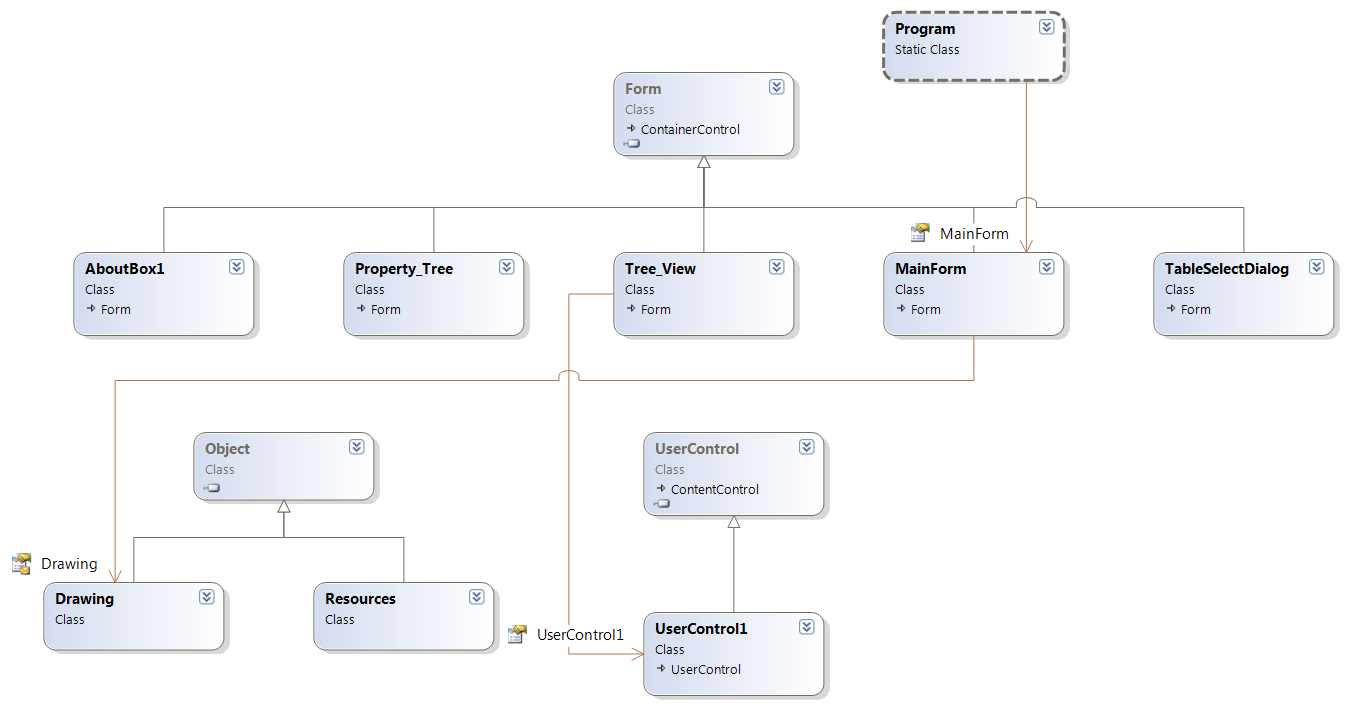 Program
Static Class
Form
Class
ContainerControl
MainForm
AboutBox1
Class
Form
Property_Tree
Class
Form
Tree_View
Class
Form
MainForm
Class
Form
TableSelectDialog
Class
Form
Object
Class
UserControl
Class
ContentControl
Drawing
Drawing
Class
Resources
Class
UserControl1
UserControl1
Class
UserControl